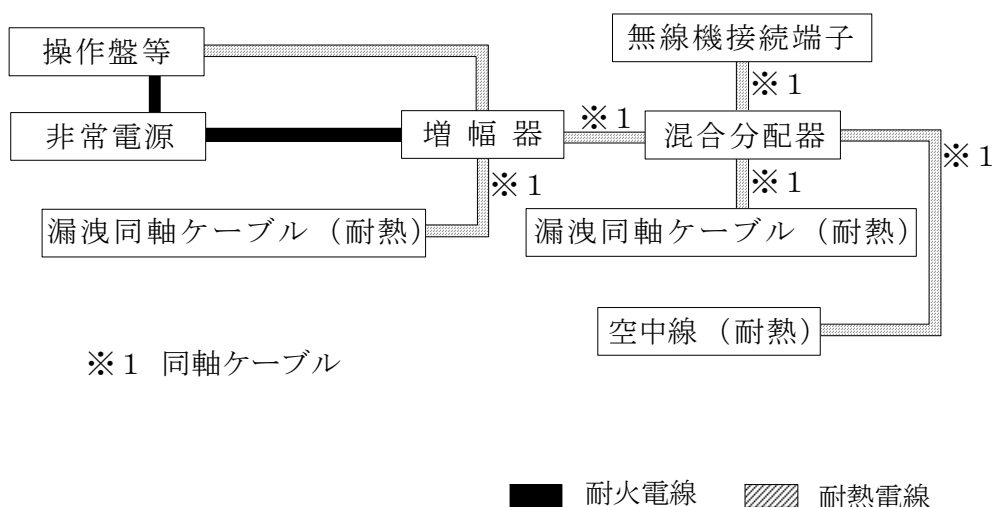 操作盤等
無線機接続端子
※１
非常電源
増幅器
※１
混合分配器
※１
※１
※１
漏洩同軸ケーブル（耐熱）
漏洩同軸ケーブル（耐熱）
空中線（耐熱）
※１ 同軸ケーブル
耐火電線
耐熱電線